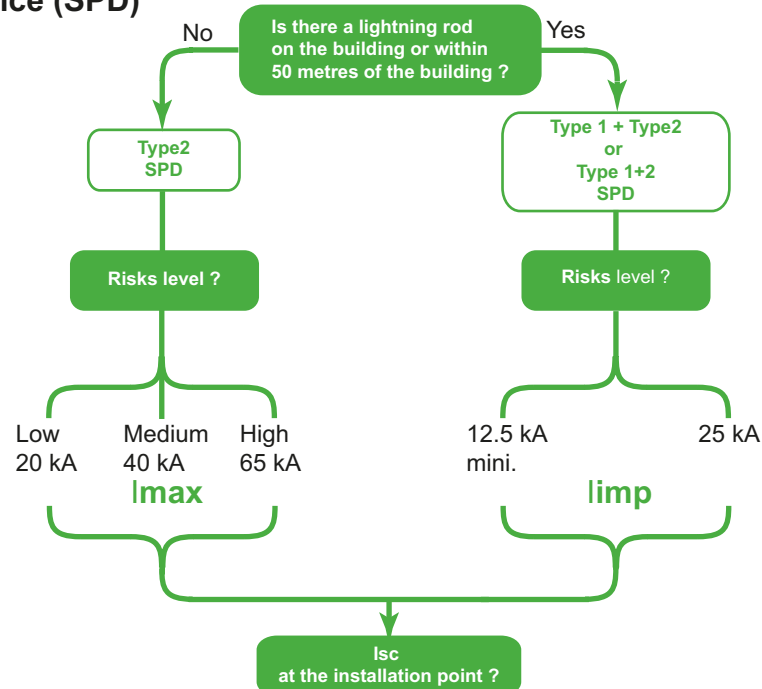 ice (SPD)
Is there a lightning rod
on the building or within
50 metres of the building ?
No
Yes
Type2
SPD
Type 1 + Type2
or
Type 1+2
SPD
Risks level ?
Risks level ?
Low
20 kA
Medium
40 kA
High
65 kA
Imax
12.5 kA
mini.
25 kA
Iimp
Isc
at the installation point ?